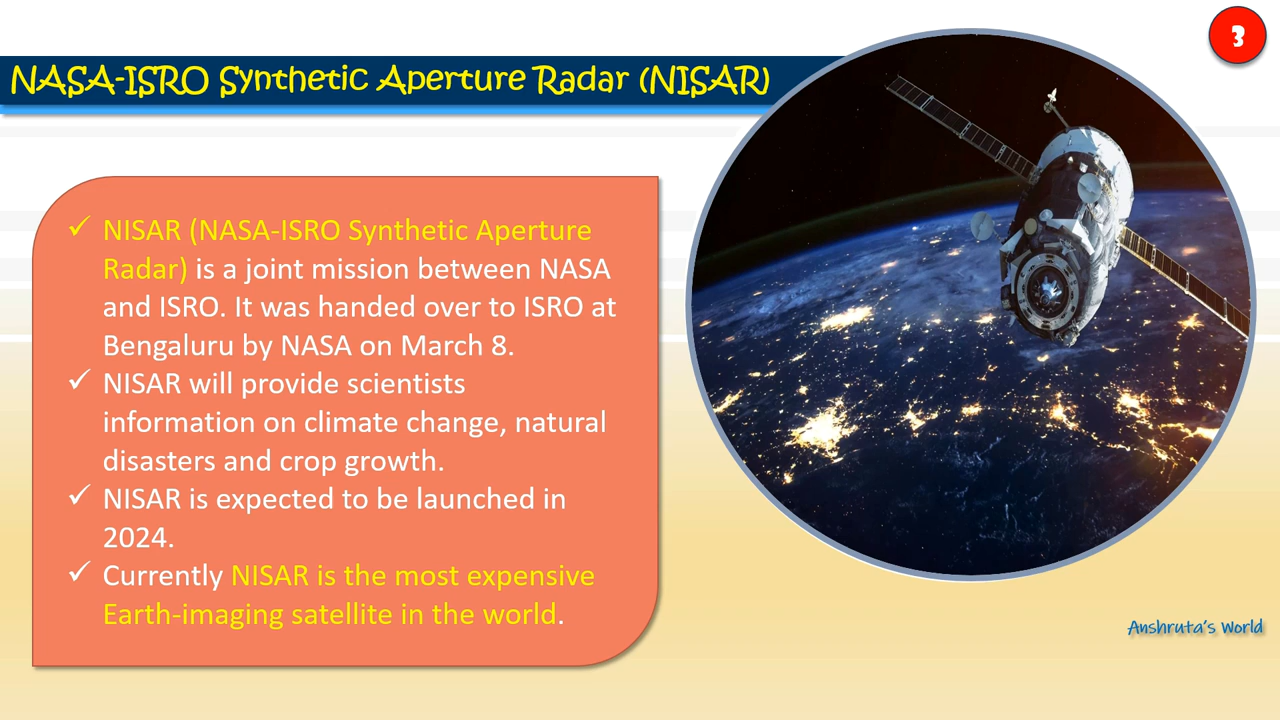 3
NASA-ISRO Synthetic Aperture Radar (NISAR)
✓ NISAR (NASA-ISRO Synthetic Aperture
Radar) is a joint mission between NASA
and ISRO. It was handed over to ISRO at
Bengaluru by NASA on March 8.
✓ NISAR will provide scientists
information on climate change, natural
disasters and crop growth.
✓ NISAR is expected to be launched in
2024.
✓ Currently NISAR is the most expensive
Earth-imaging satellite in the world.
Anshruta's World